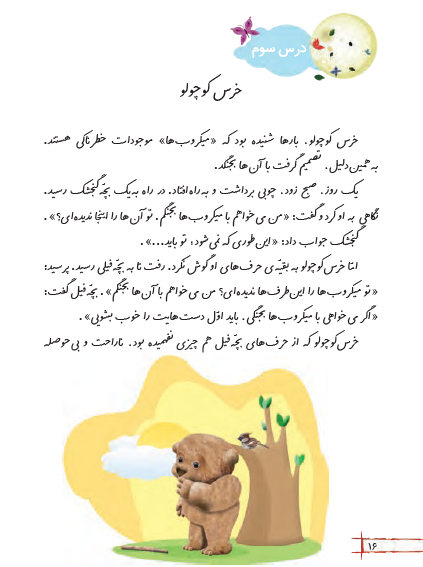 درس سوم
خرس کوچولو
خرس کوچولو، بارها شنیده بود که «میکروب‌ها» موجودات خطرناکی هستند.
به همین دلیل، تصمیم گرفت با آن‌ها بجنگد.
یک روز، صبح زود، چوبی برداشت و به راه افتاد. در راه به یک بچّه گنجشک رسید.
نگاهی به او کرد و گفت: «من می‌خواهم با میکروب‌ها بجنگم. تو آن‌ها را اینجا ندیده‌ای؟».
گنجشک جواب داد: «این طوری که نمی‌شود، تو باید...».
امّا خرس کوچولو به بقیّه‌ی حرف‌های او گوش نکرد. رفت تا به بچّه فیلی رسید. پرسید:
«تو میکروب‌ها را این طرف‌ها ندیده‌ای؟ من می‌خواهم با آن‌ها بجنگم». بچّه فیل گفت:
«اگر می‌خواهی با میکروب‌ها بجنگی، باید اوّل دست‌هایت را خوب بشویی».
خرس کوچولو که از حرف‌های بچّه فیل هم چیزی نفهمیده بود، ناراحت و بی‌حوصله
۱۶